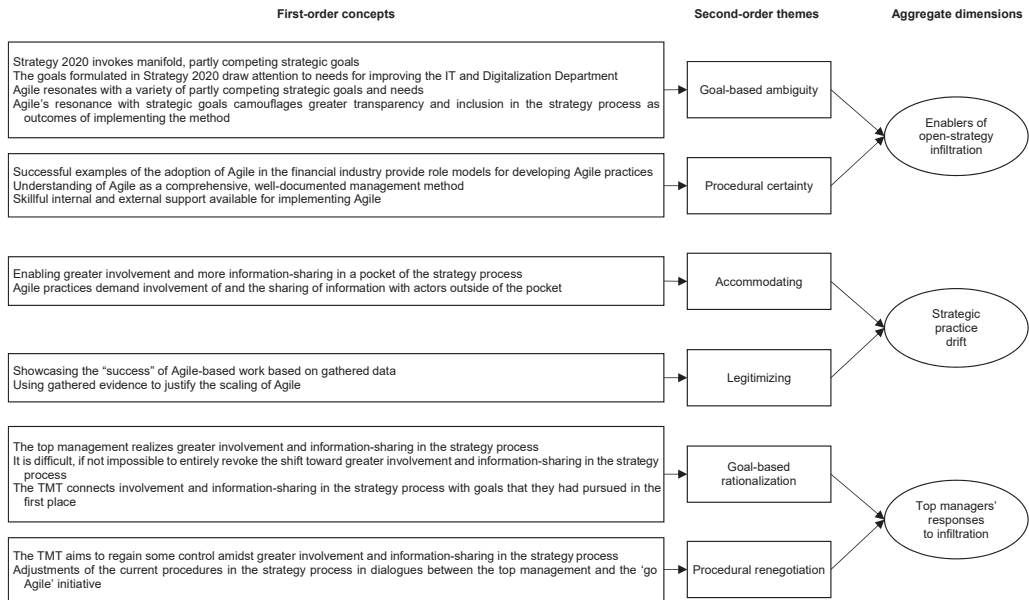 First-order concepts
Second-order themes
Aggregate dimensions
Strategy 2020 invokes manifold, partly competing strategic goals
The goals formulated in Strategy 2020 draw attention to needs for improving the IT and Digitalization Department
Agile resonates with a variety of partly competing strategic goals and needs
Agile's resonance with strategic goals camouflages greater transparency and inclusion in the strategy process as
outcomes of implementing the method
Goal-based ambiguity
Successful examples of the adoption of Agile in the financial industry provide role models for developing Agile practices
Understanding of Agile as a comprehensive, well-documented management method
Skillful internal and external support available for implementing Agile
Procedural certainty
Enablers of
open-strategy
infiltration
Enabling greater involvement and more information-sharing in a pocket of the strategy process
Agile practices demand involvement of and the sharing of information with actors outside of the pocket
Accommodating
Showcasing the “success” of Agile-based work based on gathered data
Using gathered evidence to justify the scaling of Agile
Legitimizing
Strategic
practice
drift
The top management realizes greater involvement and information-sharing in the strategy process
It is difficult, if not impossible to entirely revoke the shift toward greater involvement and information-sharing in the strategy
process
The TMT connects involvement and information-sharing in the strategy process with goals that they had pursued in the
first place
Goal-based
rationalization
The TMT aims to regain some control amidst greater involvement and information-sharing in the strategy process
Adjustments of the current procedures in the strategy process in dialogues between the top management and the ‘go
Agile’ initiative
Procedural renegotiation
Top managers’
responses
to infiltration